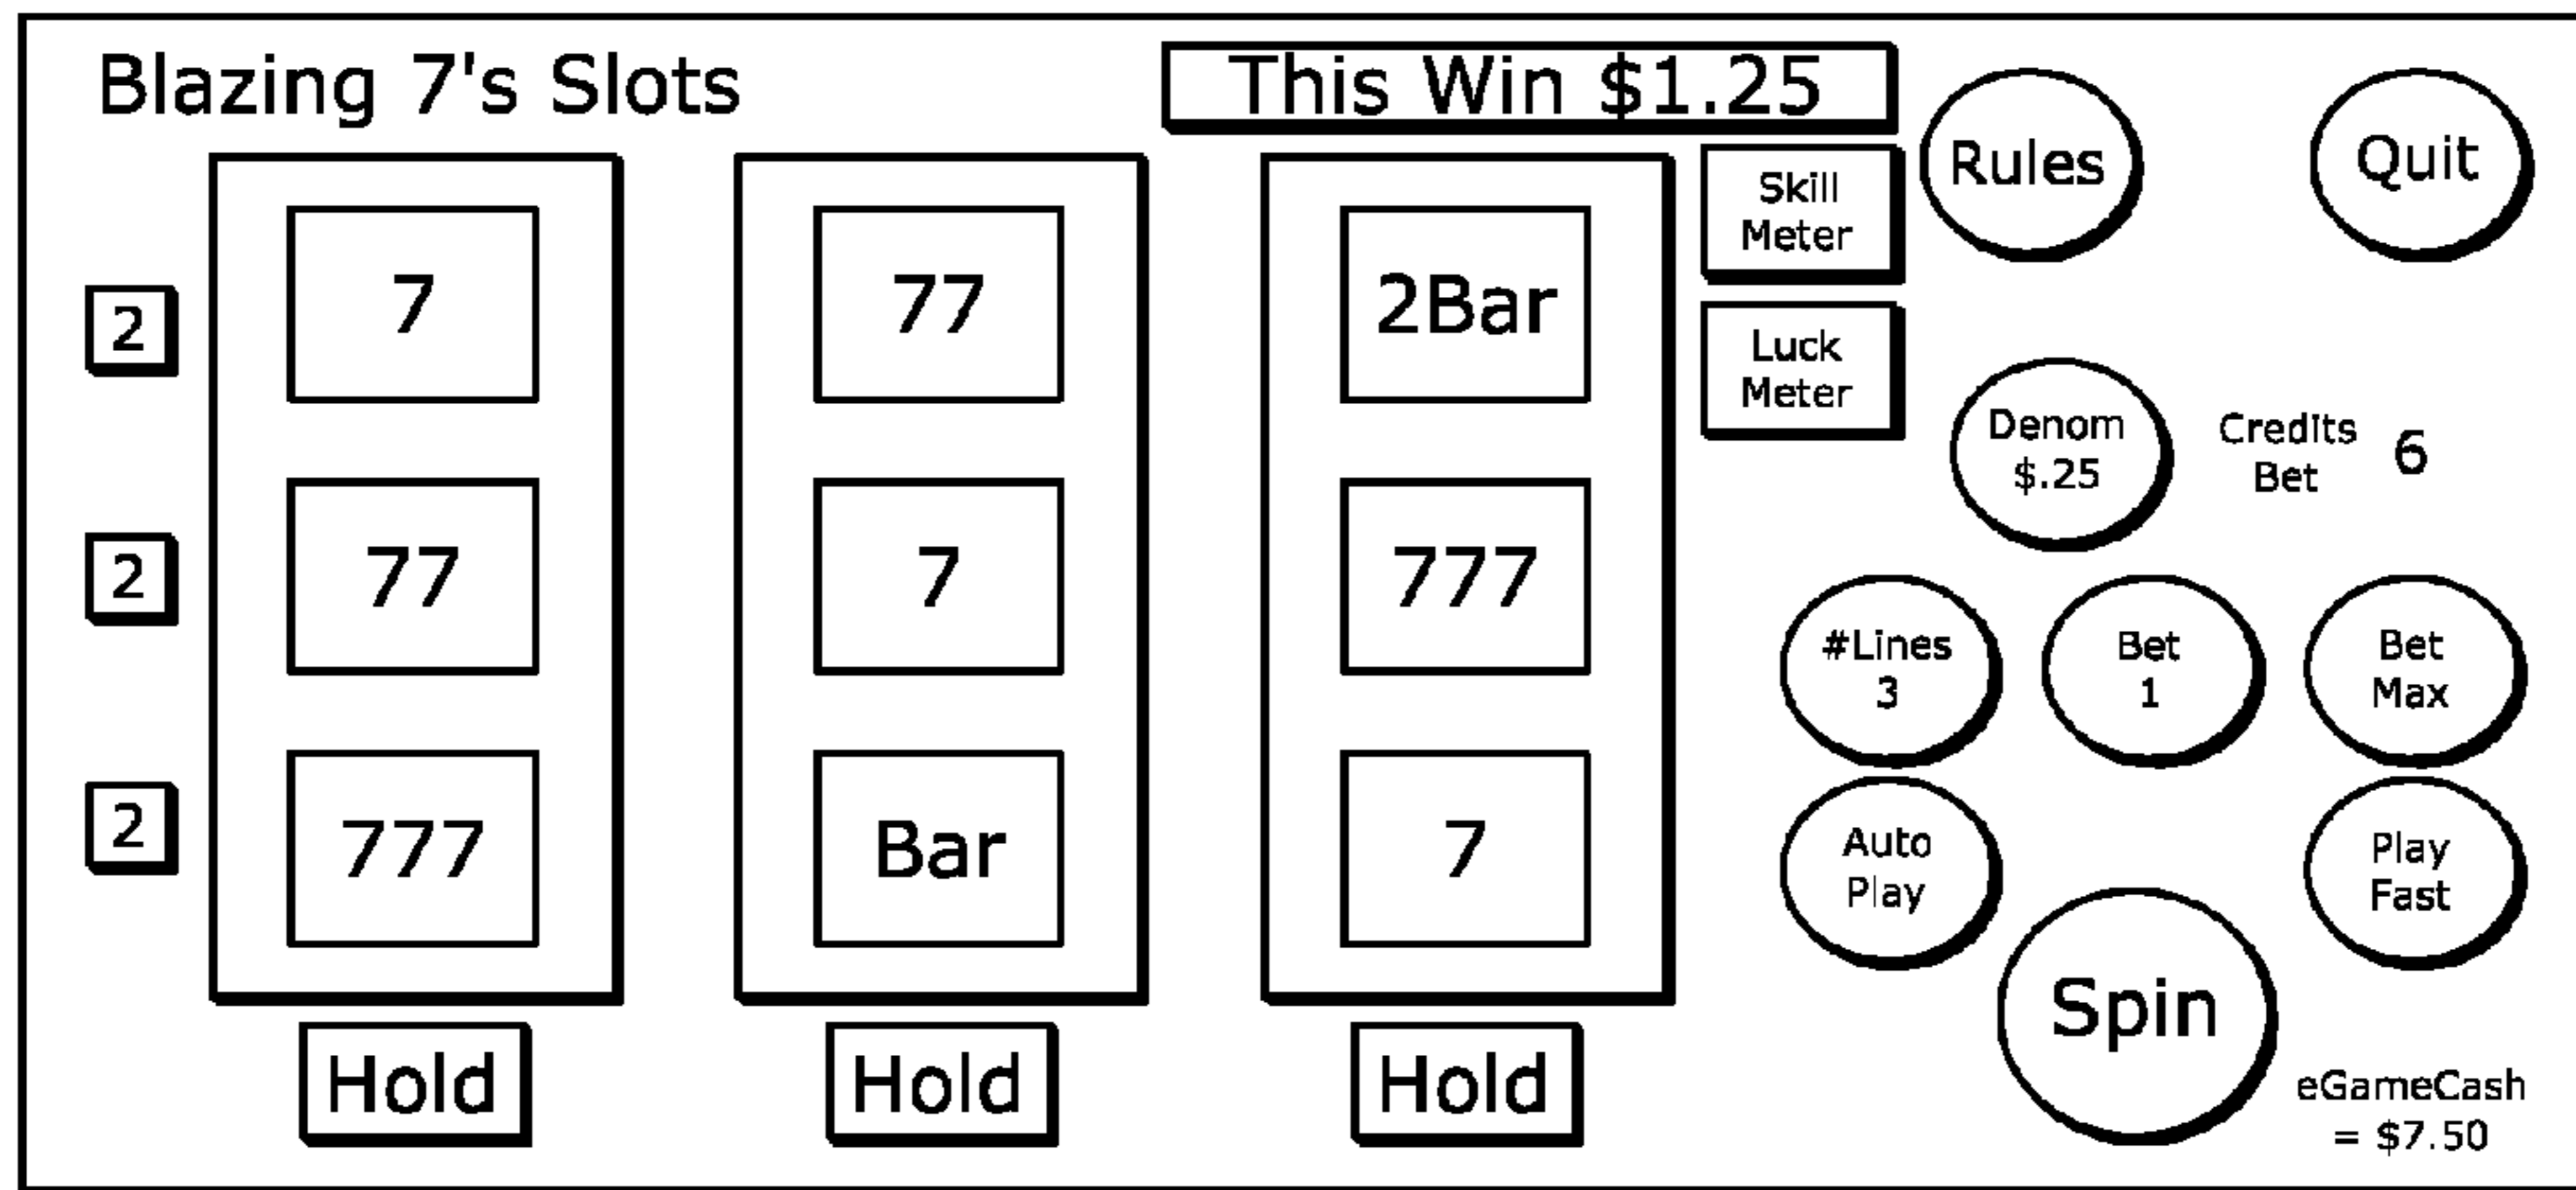 Blazing 7's Slots
This Win $1.25
Rules
Quit
Skill
Meter
Luck
Meter
2
7
77
2Bar
Denom
$.25
Credits
Bet
6
2
77
7
777
#Lines
3
Bet
1
Bet
Max
2
777
Bar
7
Auto
Play
Play
Fast
Spin
Hold
Hold
Hold
eGameCash
= $7.50